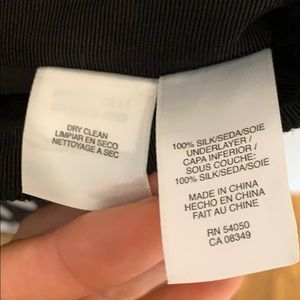 DRY CLEAN
LIMPIAR EN SECO
NETTOYAGE A SEC
100% SILK/SEDA/SOIE
UNDERLAYER /
CAPA INFERIOR /
SOUS COUCHE:
100% SILK/SEDA/SOIE
MADE IN CHINA
HECHO EN CHINA
FAIT AU CHINE
RN 54050
CA 08349